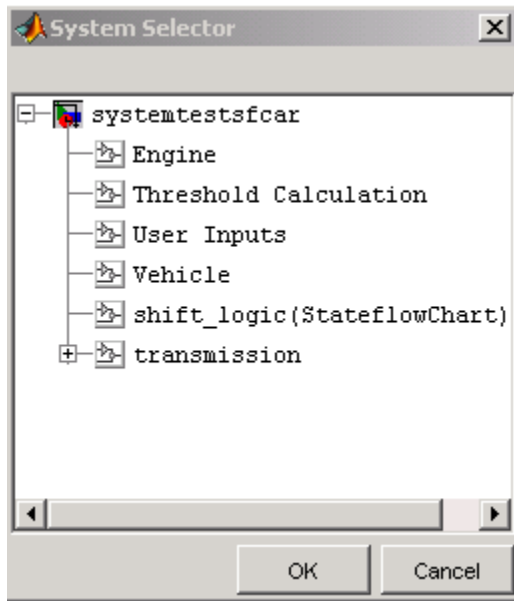 System Selector
systemtestsfcar
Engine
Threshold Calculation
User Inputs
Vehicle
shift_logic(StateflowChart)
transmission
OK Cancel